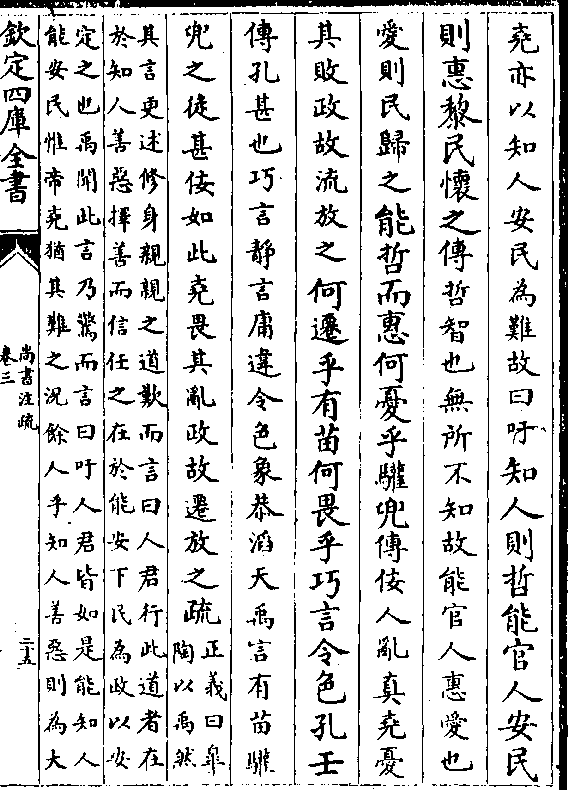 堯亦以知人安民為難故曰吁知人則哲能官人安民
則惠黎民懷之傳哲智也無所不知故能官人惠愛也
愛則民歸之能哲而惠何憂乎驩兜傳佞人亂真堯憂
其敗政故流放之何遷乎有苗何畏乎巧言令色孔壬
傳孔甚也巧言靜言庸違令色象恭滔天禹言有苗驩
兜之徒甚佞如此堯畏其亂政故遷放之疏
正義曰皋
陶以禹然
其言更述修身親親之道歎而言曰人君行此道者在
於知人善惡擇善而信任之在於能安下民為政以安
定之也禹聞此言乃驚而言曰吁人君皆如是能知人
能安民惟帝堯猶其難之況餘人乎知人善惡則為大
欽定四庫全書
尚書注疏
卷三
二十五